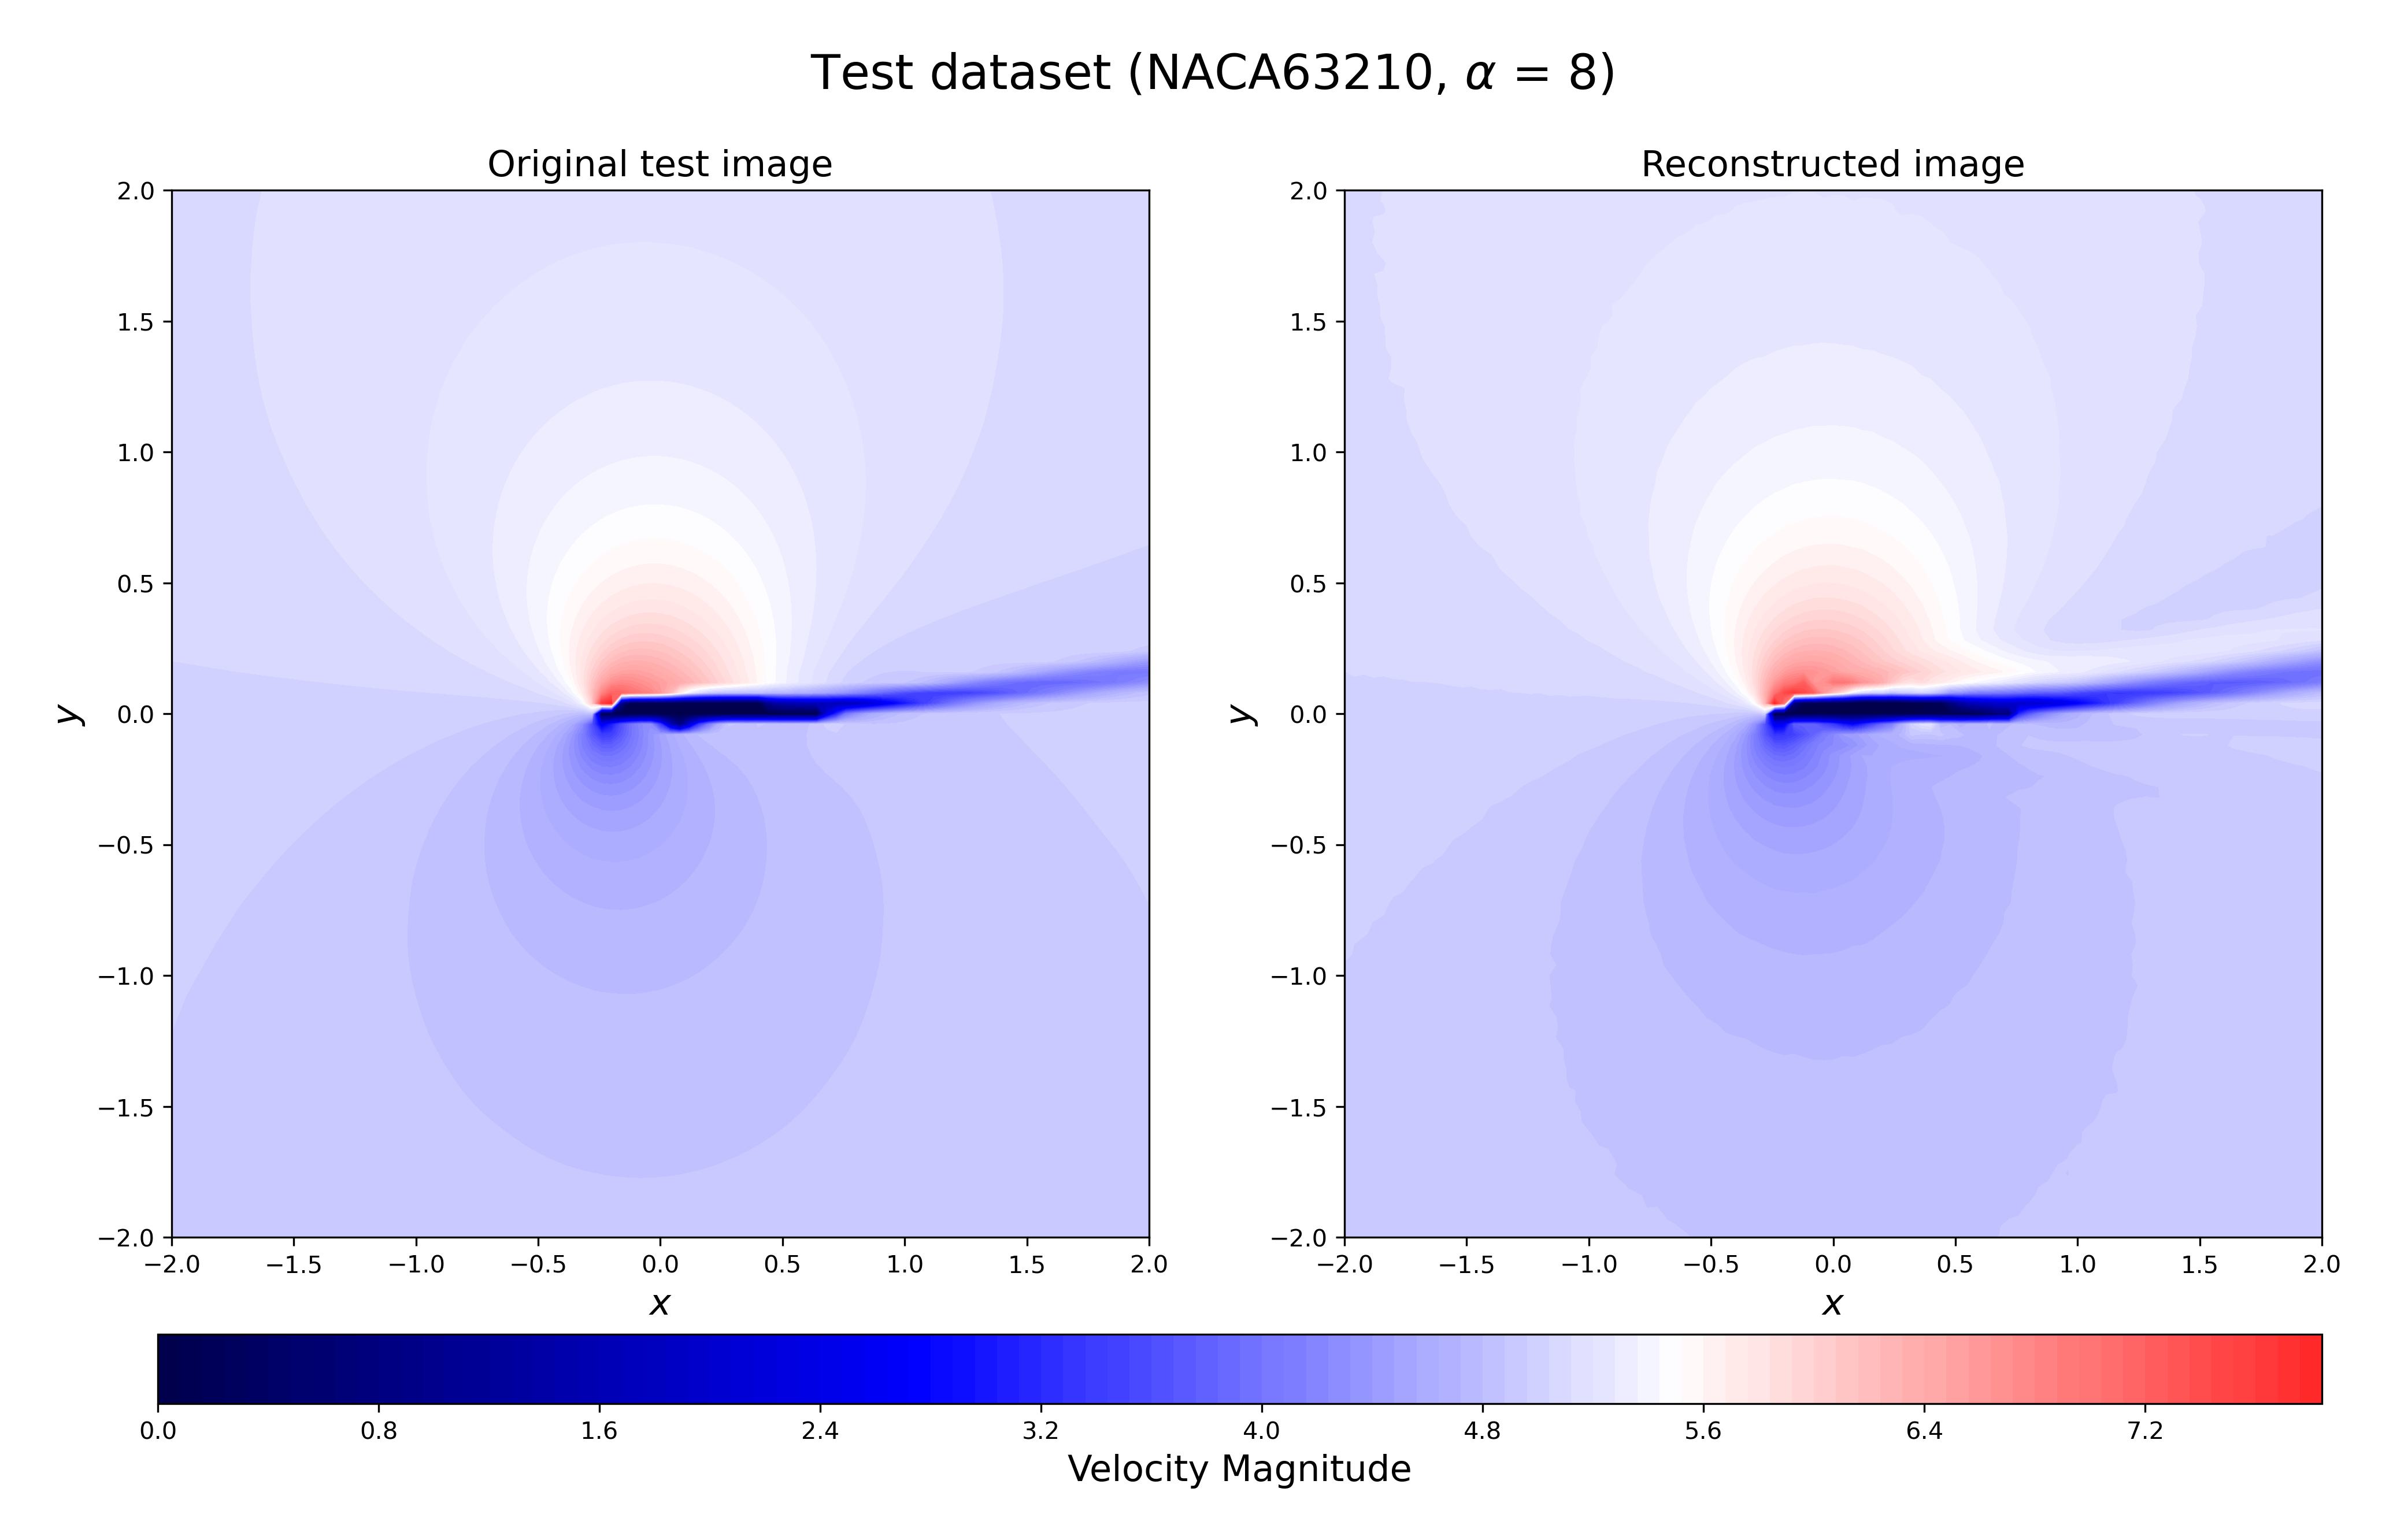 Test dataset (NACA63210, α = 8)
Original test image
Reconstructed image
2.0
1.5
1.0
0.5
0.0
−0.5
−1.0
−1.5
−2.0
y
−2.0 −1.5 −1.0 −0.5 0.0 0.5 1.0 1.5 2.0
x
2.0
1.5
1.0
0.5
0.0
−0.5
−1.0
−1.5
−2.0
y
−2.0 −1.5 −1.0 −0.5 0.0 0.5 1.0 1.5 2.0
x
0.0 0.8 1.6 2.4 3.2 4.0 4.8 5.6 6.4 7.2
Velocity Magnitude